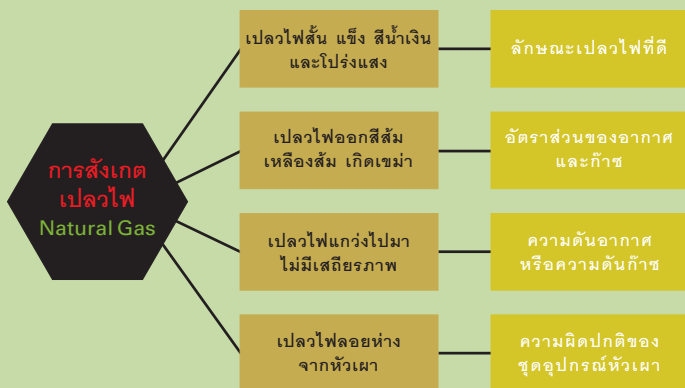 การสังเกต
เปลวไฟ
Natural Gas
เปลวไฟสั้น แข็ง สีน้ำเงิน
และโปร่งแสง
ลักษณะเปลวไฟที่ดี
เปลวไฟออกสีส้ม
เหลืองส้ม เกิดเขม่า
อัตราส่วนของอากาศ
และก๊าซ
เปลวไฟแกว่งไปมา
ไม่มีเสถียรภาพ
ความดันอากาศ
หรือความดันก๊าซ
เปลวไฟลอยห่าง
จากหัวเผา
ความผิดปกติของ
ชุดอุปกรณ์หัวเผา